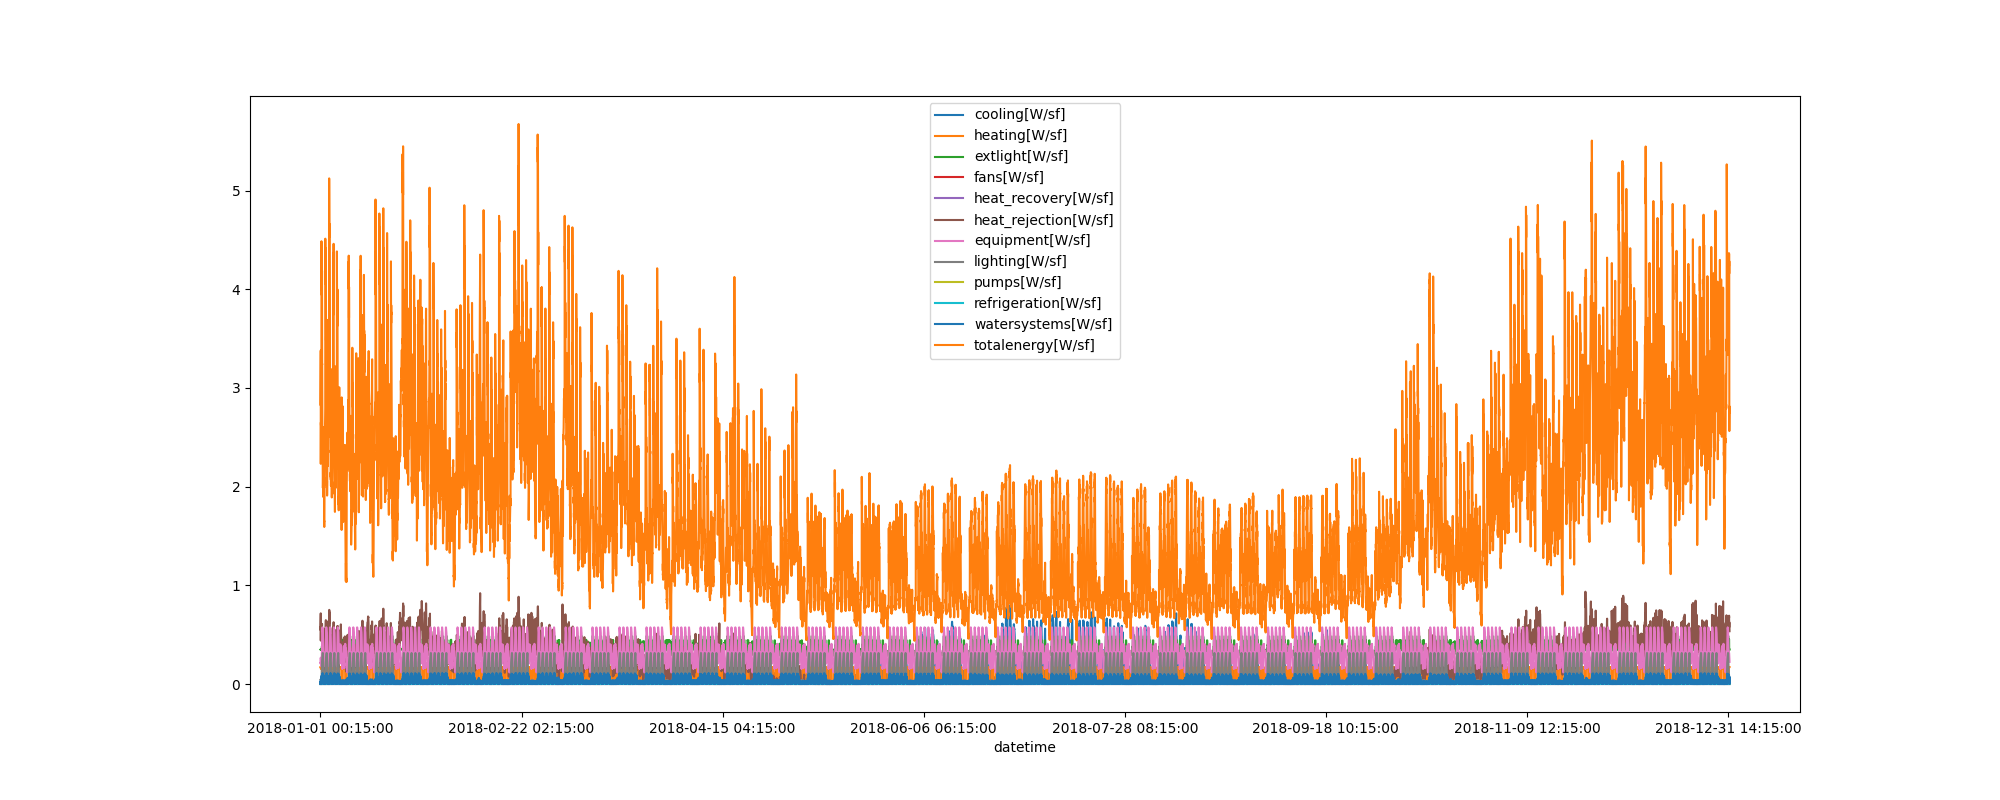 cooling[W/sf]
heating[W/sf]
extlight[W/sf]
fans[W/sf]
heat_recovery[W/sf]
heat_rejection[W/sf]
equipment[W/sf]
lighting[W/sf]
pumps[W/sf]
refrigeration[W/sf]
watersystems[W/sf]
totalenergy[W/sf]
5
4
3
2
1
0
2018-01-01 00:15:00 2018-02-22 02:15:00 2018-04-15 04:15:00 2018-06-06 06:15:00 2018-07-28 08:15:00 2018-09-18 10:15:00 2018-11-09 12:15:00 2018-12-31 14:15:00
datetime